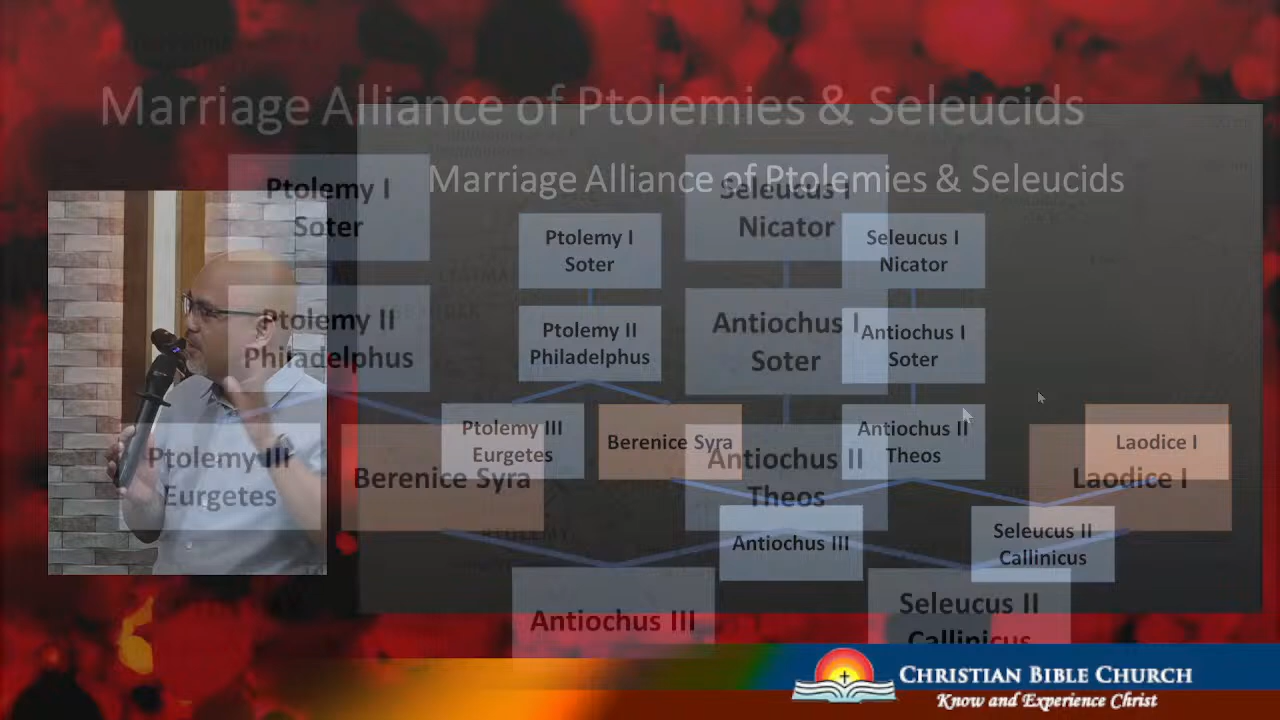 Marriage Alliance of Ptolemies & Seleucids
Ptolemy I
Soter
Seleucus I
Nicator
Ptolemy II
Philadelphus
Antiochus I
Soter
Ptolemy III
Eurgetes
Berenice Syra
Antiochus II
Theos
Laodice I
Antiochus III
Seleucus II
Callinicus
Marriage Alliance of Ptolemies & Seleucids
Ptolemy I
Soter
Seleucus I
Nicator
Ptolemy II
Philadelphus
Antiochus I
Soter
Ptolemy III
Eurgetes
Berenice Syra
Antiochus II
Theos
Laodice I
Antiochus III
Seleucus II
Callinicus
CHRISTIAN BIBLE CHURCH
Know and Experience Christ